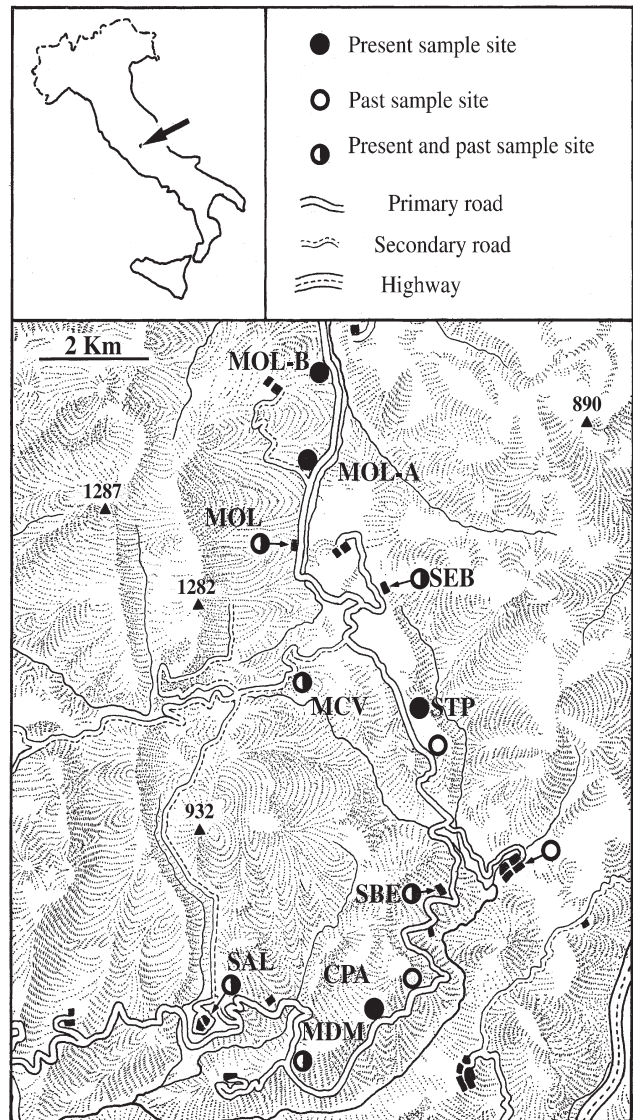 Present sample site
Past sample site
Present and past sample site
Primary road
Secondary road
Highway
2 Km
MOL-B
890
MOL-A
1287
MOL
SEB
1282
MCV
STP
932
SBE
SAL
CPA
MDM